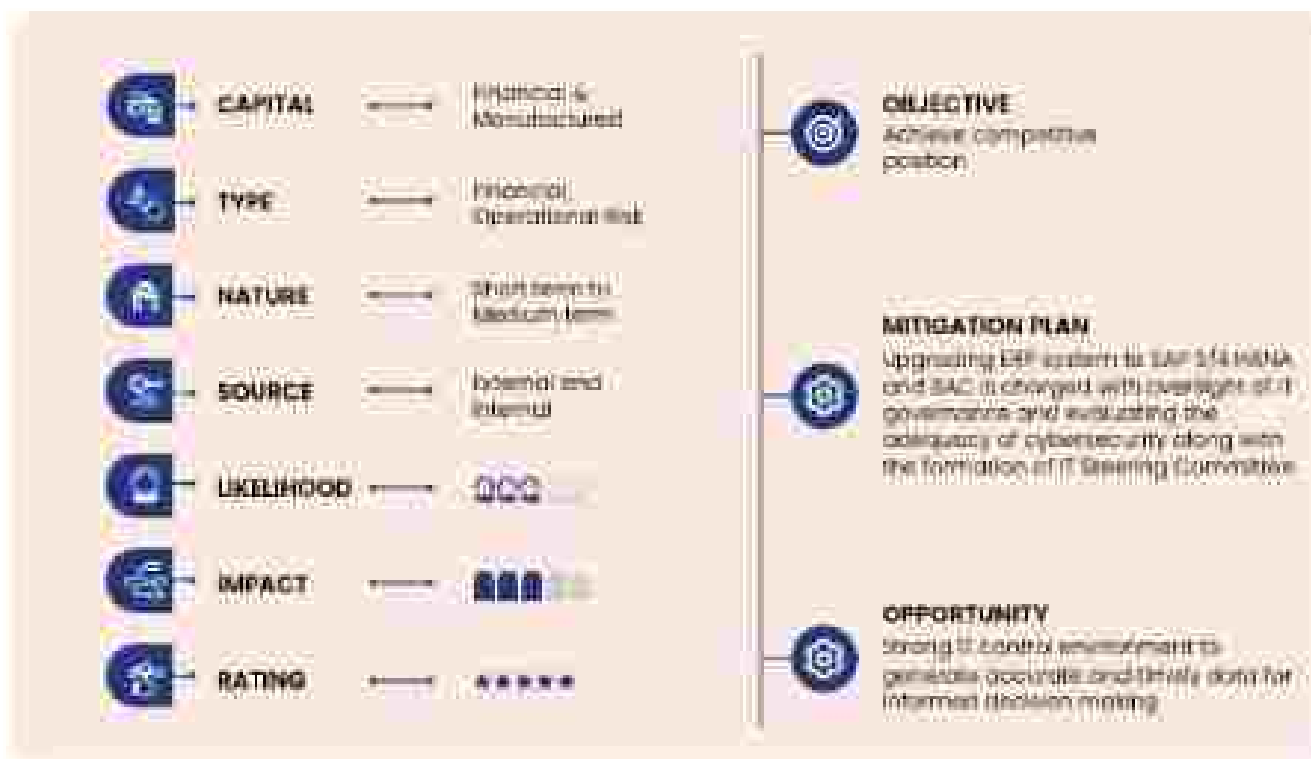 CAPITAL
Financial &
Manufactured
TYPE
Financial,
Operational Risk
NATURE
Short term to
Medium term
SOURCE
External and
Internal
LIKELIHOOD
IMPACT
RATING
OBJECTIVE
Achieve competitive
position
MITIGATION PLAN
Upgrading ERP system to SAP S/4 HANA
and BAC is charged with oversight of IT
governance and evaluating the
adequacy of cybersecurity along with
the formation of IT Steering Committee
OPPORTUNITY
Strong IT control environment to
generate accurate and timely data for
informed decision making